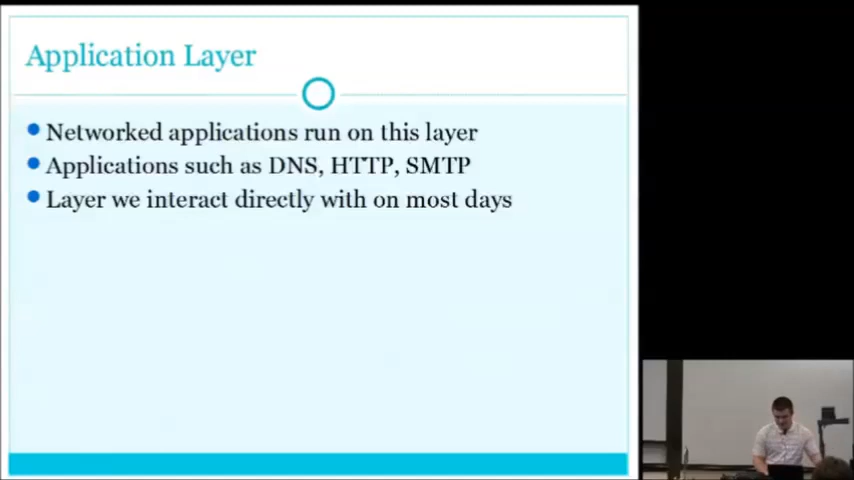 Application Layer
Networked applications run on this layer
Applications such as DNS, HTTP, SMTP
Layer we interact directly with on most days